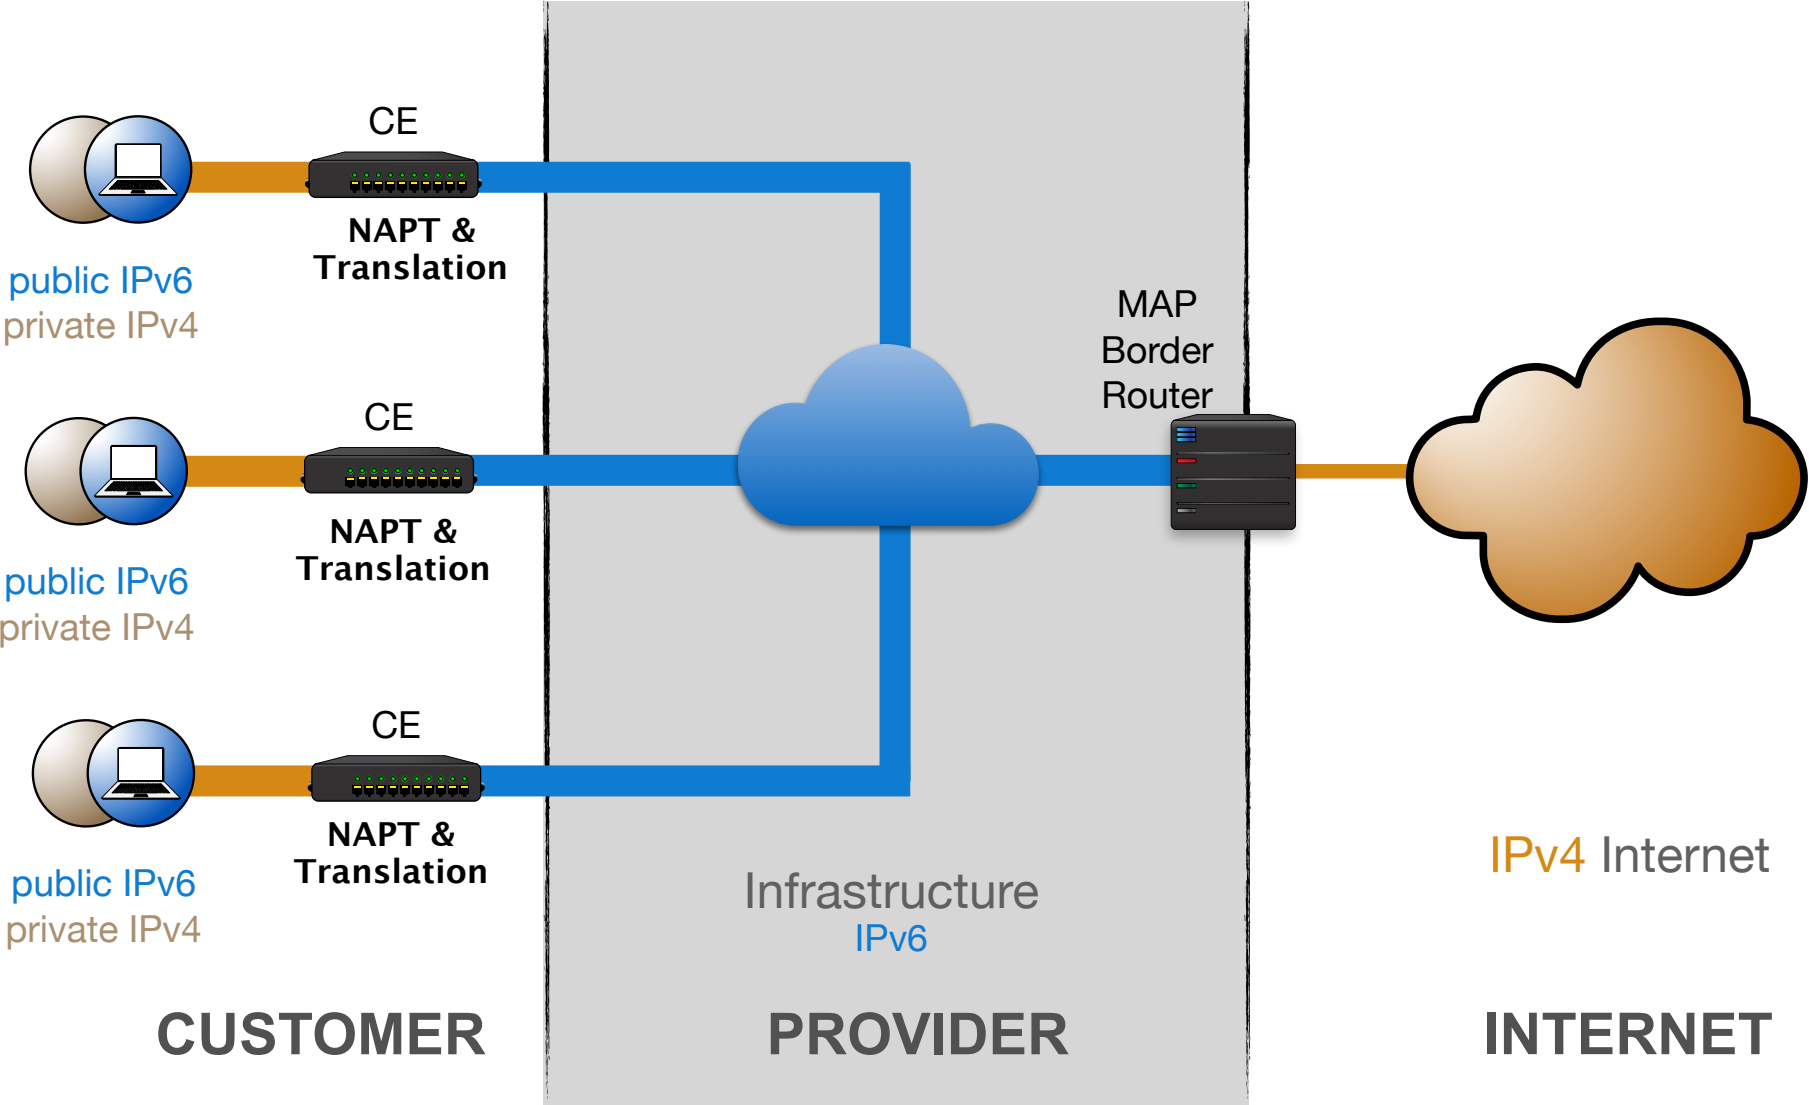 CE
NAPT &
Translation
public IPv6
private IPv4
CE
NAPT &
Translation
public IPv6
private IPv4
CE
NAPT &
Translation
public IPv6
private IPv4
MAP
Border
Router
Infrastructure
IPv6
IPv4 Internet
CUSTOMER
PROVIDER
INTERNET